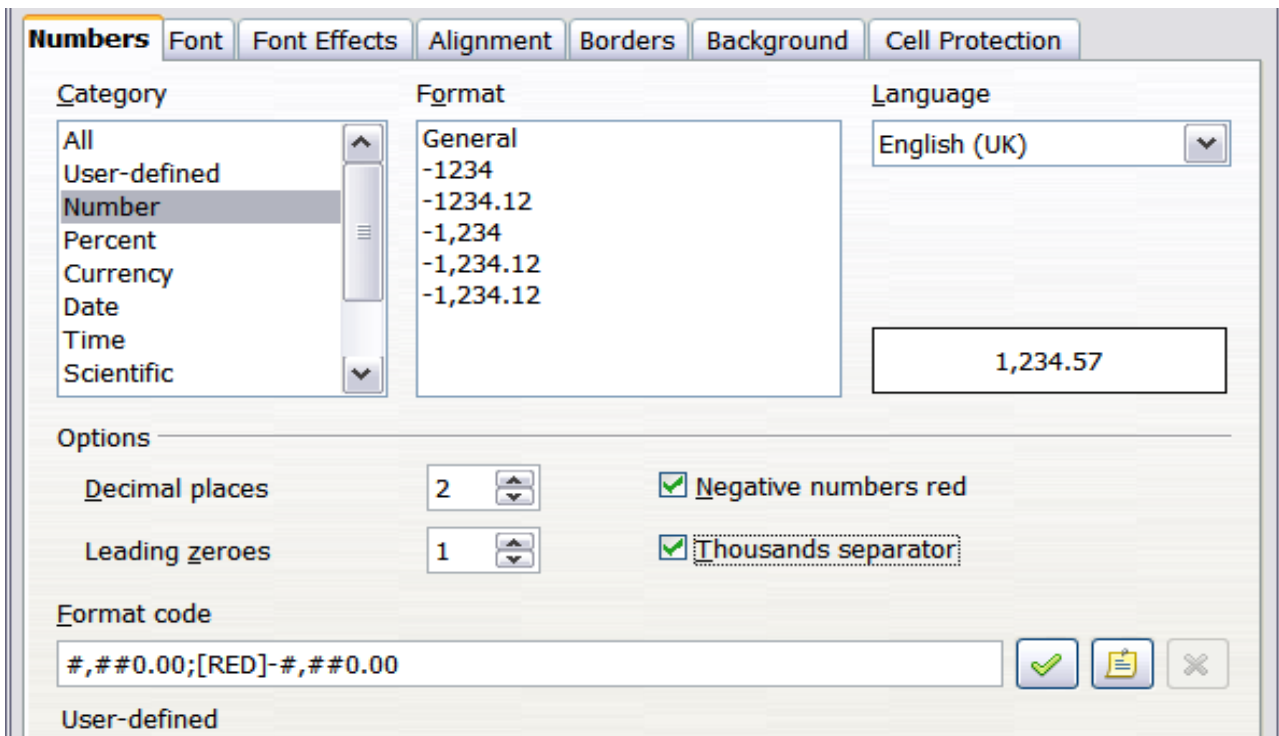 Numbers Font Font Effects Alignment Borders Background Cell Protection
Category
All
User-defined
Number
Percent
Currency
Date
Time
Scientific
Format
General
-1234
-1234.12
-1,234
-1,234.12
-1,234.12
Language
English (UK)
1,234.57
Options
Decimal places 2 Negative numbers red
Leading zeroes 1 Thousands separator
Format code
#,##0.00;[RED]-#,##0.00
User-defined